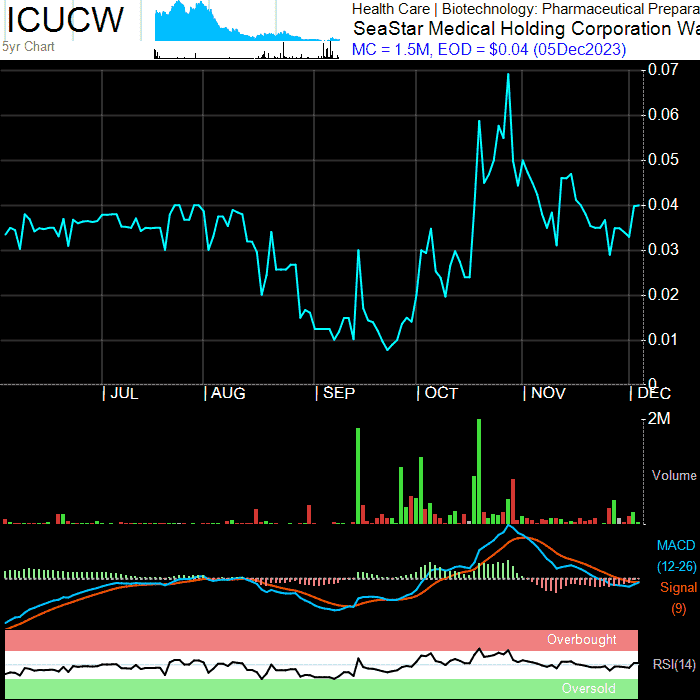 ICUCW
5yr Chart
Health Care | Biotechnology: Pharmaceutical Prepara
SeaStar Medical Holding Corporation Wa
MC = 1.5M, EOD = $0.04 (05Dec2023)
0.07
0.06
0.05
0.04
0.03
0.02
0.01
0
JUL AUG SEP OCT NOV DEC
2M
Volume
MACD
(12-26)
Signal
(9)
Overbought
RSI(14)
Oversold